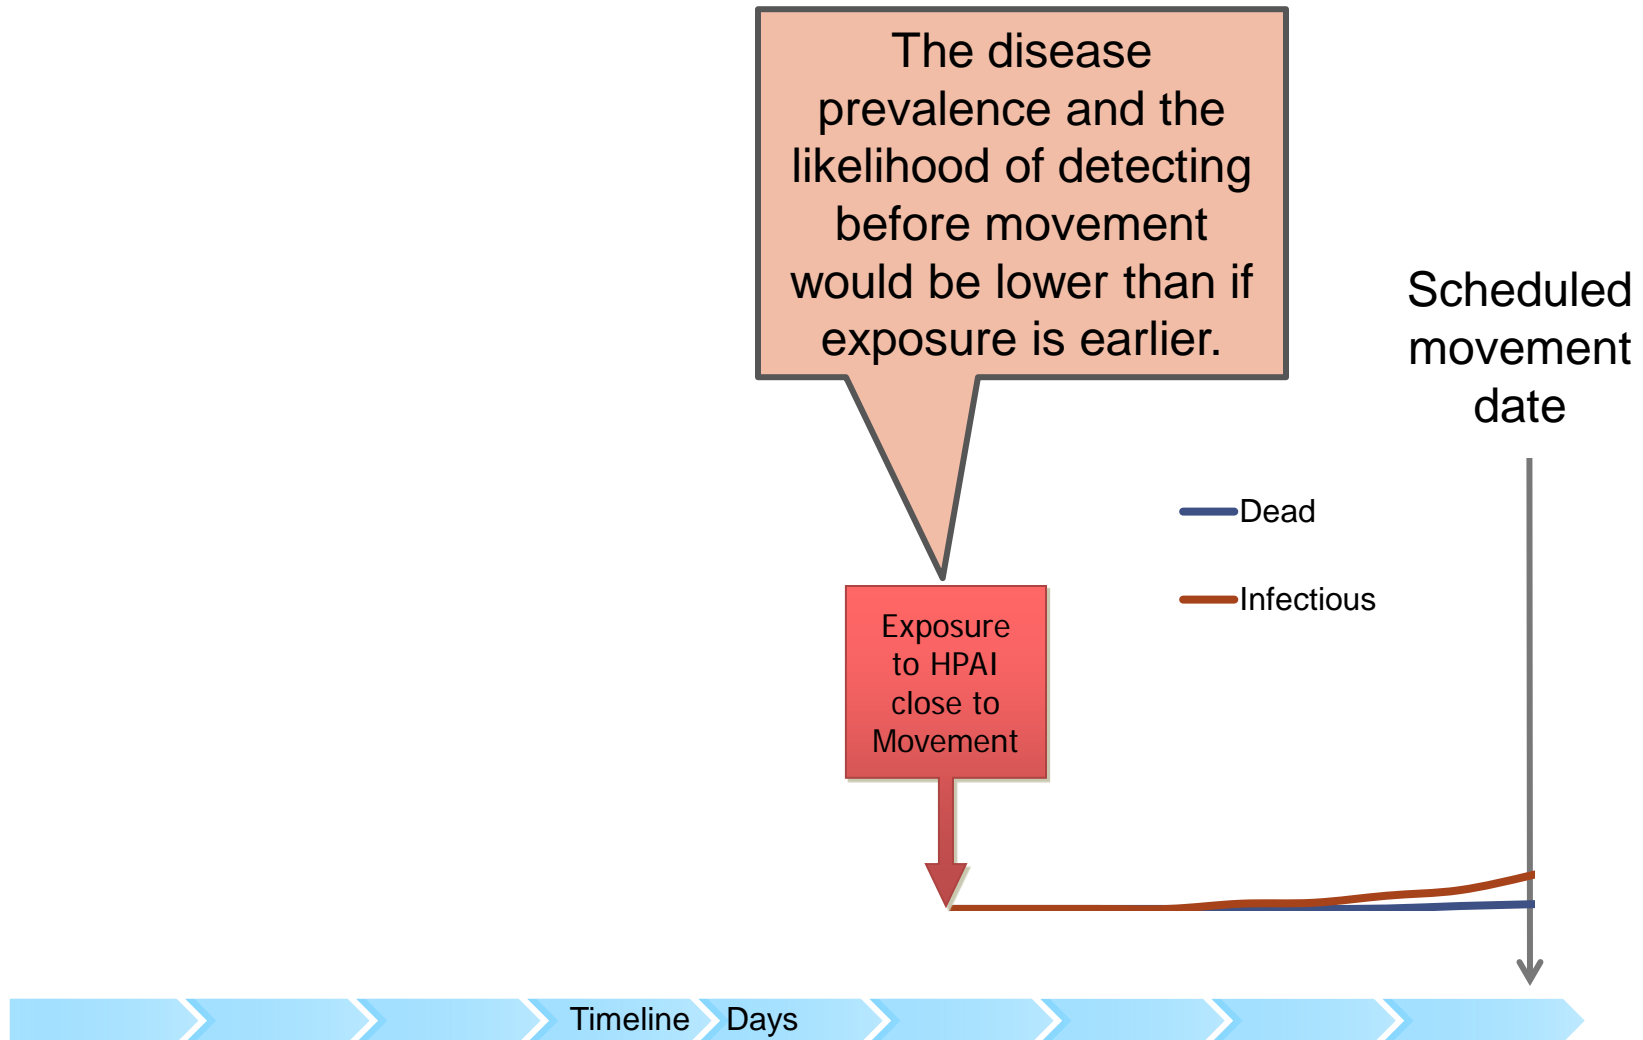 The disease
prevalence and the
likelihood of detecting
before movement
would be lower than if
exposure is earlier.
Scheduled
movement
date
Dead
Infectious
Exposure
to HPAI
close to
Movement
Timeline Days